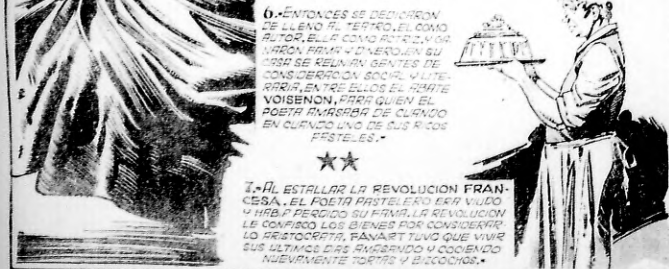 6.-ENTONCES SE DEDICARON
DE LLENO AL TEATRO, EL COMO
AUTOR, ELLA COMO ACTRIZ, Y GA-
NARON FAMA Y DINERO. EN SU
CASA SE REUNIAN GENTES DE
CONSIDERACION SOCIAL Y LITE-
RARIA, ENTRE ELLOS EL ABATE
VOISENON, PARA QUIEN EL
POETA AMASABA DE CUANDO
EN CUANDO UNO DE SUS RICOS
PASTELES.-
7.-AL ESTALLAR LA REVOLUCION FRAN-
CESA, EL POETA PASTELERO ERA VIUDO
Y HABIA PERDIDO SU FAMA. LA REVOLUCION
LE CONFISCO LOS BIENES POR CONSIDERAR-
LO ARISTOCRATA, PANART TUVO QUE VIVIR
SUS ULTIMOS DIAS AMASANDO Y COCIENDO
NUEVAMENTE TORTAS Y BIZCOCHOS.-